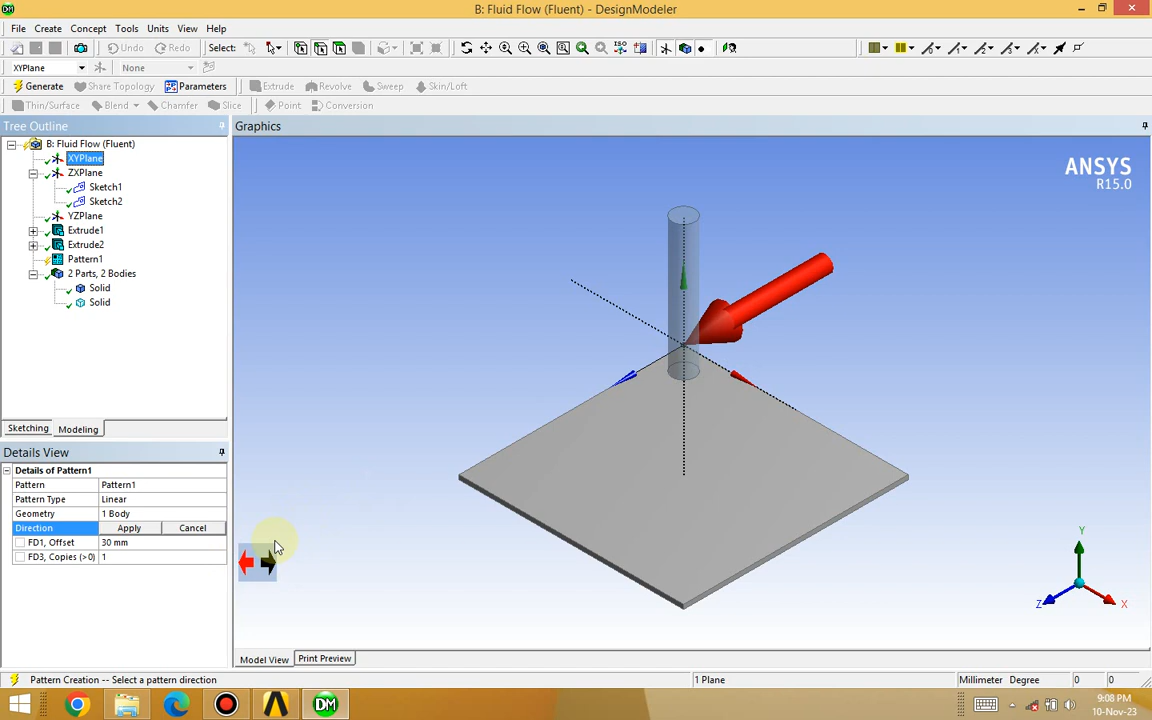 B: Fluid Flow (Fluent) - DesignModeler
File Create Concept Tools Units View Help
Undo Redo Select:
XYPlane None
Generate Share Topology Parameters Extrude Revolve Sweep Skin/Loft
Thin/Surface Blend Chamfer Slice Point Conversion
Tree Outline
B: Fluid Flow (Fluent)
XYPlane
ZXPlane
Sketch1
Sketch2
YZPlane
Extrude1
Extrude2
Pattern1
2 Parts, 2 Bodies
Solid
Solid
Sketching Modeling
Details View
Details of Pattern1
Pattern Pattern1
Pattern Type Linear
Geometry 1 Body
Direction Apply Cancel
FD1, Offset 30 mm
FD3, Copies (>0) 1
Graphics
ANSYS
R15.0
ISO
Y
Z
X
Model View Print Preview
Pattern Creation -- Select a pattern direction 1 Plane Millimeter Degree 0 0
DM
9:08 PM
10-Nov-23